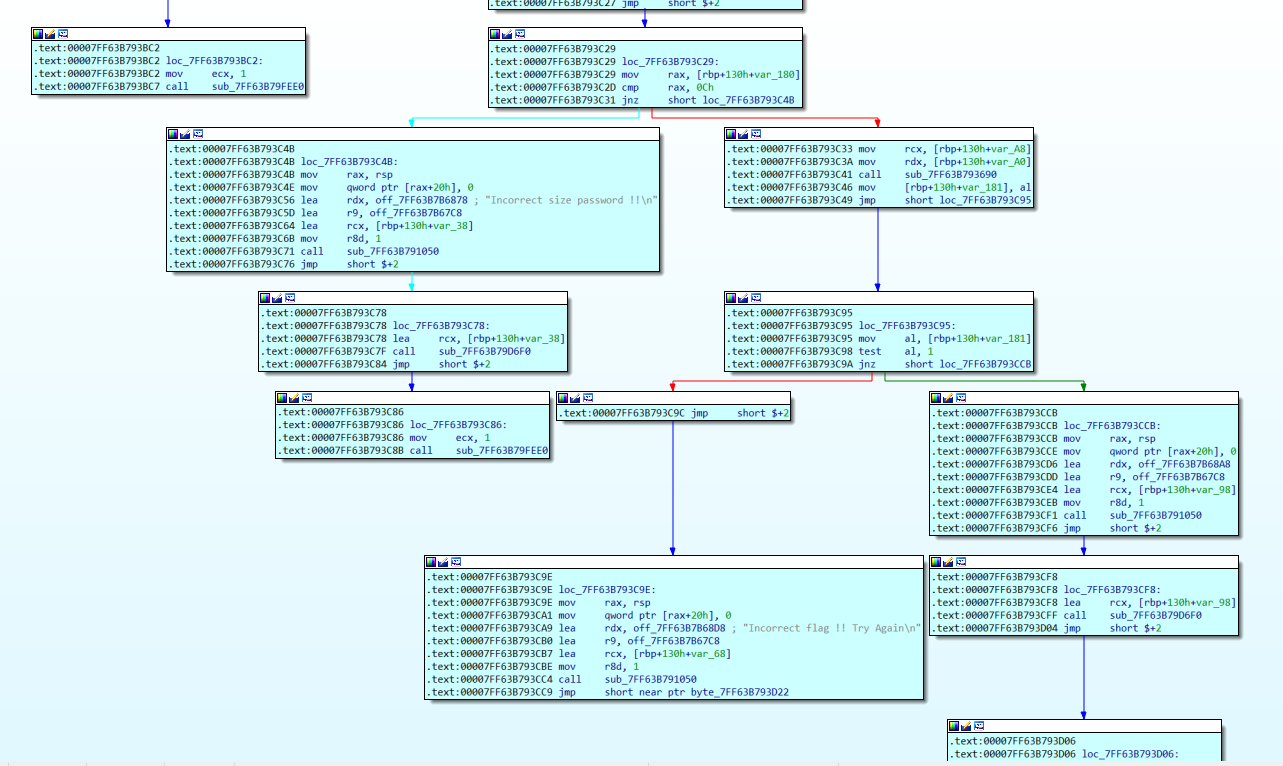 .text:00007FF63B793C27 jmp     short $+2
.text:00007FF63B793BC2
.text:00007FF63B793BC2 loc_7FF63B793BC2:
.text:00007FF63B793BC2 mov     ecx, 1
.text:00007FF63B793BC7 call    sub_7FF63B79FEE0
.text:00007FF63B793C29
.text:00007FF63B793C29 loc_7FF63B793C29:
.text:00007FF63B793C29 mov     rax, [rbp+130h+var_180]
.text:00007FF63B793C2D cmp     rax, 0Ch
.text:00007FF63B793C31 jnz     short loc_7FF63B793C4B
.text:00007FF63B793C4B
.text:00007FF63B793C4B loc_7FF63B793C4B:
.text:00007FF63B793C4B mov     rax, rsp
.text:00007FF63B793C4E mov     qword ptr [rax+20h], 0
.text:00007FF63B793C56 lea     rdx, off_7FF63B7B6878 ; "Incorrect size password !!\n"
.text:00007FF63B793C5D lea     r9, off_7FF63B7B67C8
.text:00007FF63B793C64 lea     rcx, [rbp+130h+var_38]
.text:00007FF63B793C6B mov     r8d, 1
.text:00007FF63B793C71 call    sub_7FF63B791050
.text:00007FF63B793C76 jmp     short $+2
.text:00007FF63B793C33 mov     rcx, [rbp+130h+var_A8]
.text:00007FF63B793C3A mov     rdx, [rbp+130h+var_A0]
.text:00007FF63B793C41 call    sub_7FF63B793690
.text:00007FF63B793C46 mov     [rbp+130h+var_181], al
.text:00007FF63B793C49 jmp     short loc_7FF63B793C95
.text:00007FF63B793C78
.text:00007FF63B793C78 loc_7FF63B793C78:
.text:00007FF63B793C78 lea     rcx, [rbp+130h+var_38]
.text:00007FF63B793C7F call    sub_7FF63B79D6F0
.text:00007FF63B793C84 jmp     short $+2
.text:00007FF63B793C95
.text:00007FF63B793C95 loc_7FF63B793C95:
.text:00007FF63B793C95 mov     al, [rbp+130h+var_181]
.text:00007FF63B793C98 test    al, 1
.text:00007FF63B793C9A jnz     short loc_7FF63B793CCB
.text:00007FF63B793C86
.text:00007FF63B793C86 loc_7FF63B793C86:
.text:00007FF63B793C86 mov     ecx, 1
.text:00007FF63B793C8B call    sub_7FF63B79FEE0
.text:00007FF63B793C9C jmp     short $+2
.text:00007FF63B793CCB
.text:00007FF63B793CCB loc_7FF63B793CCB:
.text:00007FF63B793CCB mov     rax, rsp
.text:00007FF63B793CCE mov     qword ptr [rax+20h], 0
.text:00007FF63B793CD6 lea     rdx, off_7FF63B7B68A8
.text:00007FF63B793CDD lea     r9, off_7FF63B7B67C8
.text:00007FF63B793CE4 lea     rcx, [rbp+130h+var_98]
.text:00007FF63B793CEB mov     r8d, 1
.text:00007FF63B793CF1 call    sub_7FF63B791050
.text:00007FF63B793CF6 jmp     short $+2
.text:00007FF63B793C9E
.text:00007FF63B793C9E loc_7FF63B793C9E:
.text:00007FF63B793C9E mov     rax, rsp
.text:00007FF63B793CA1 mov     qword ptr [rax+20h], 0
.text:00007FF63B793CA9 lea     rdx, off_7FF63B7B68D8 ; "Incorrect flag !! Try Again\n"
.text:00007FF63B793CB0 lea     r9, off_7FF63B7B67C8
.text:00007FF63B793CB7 lea     rcx, [rbp+130h+var_68]
.text:00007FF63B793CBE mov     r8d, 1
.text:00007FF63B793CC4 call    sub_7FF63B791050
.text:00007FF63B793CC9 jmp     short near ptr byte_7FF63B793D22
.text:00007FF63B793CF8
.text:00007FF63B793CF8 loc_7FF63B793CF8:
.text:00007FF63B793CF8 lea     rcx, [rbp+130h+var_98]
.text:00007FF63B793CFF call    sub_7FF63B79D6F0
.text:00007FF63B793D04 jmp     short $+2
.text:00007FF63B793D06
.text:00007FF63B793D06 loc_7FF63B793D06: